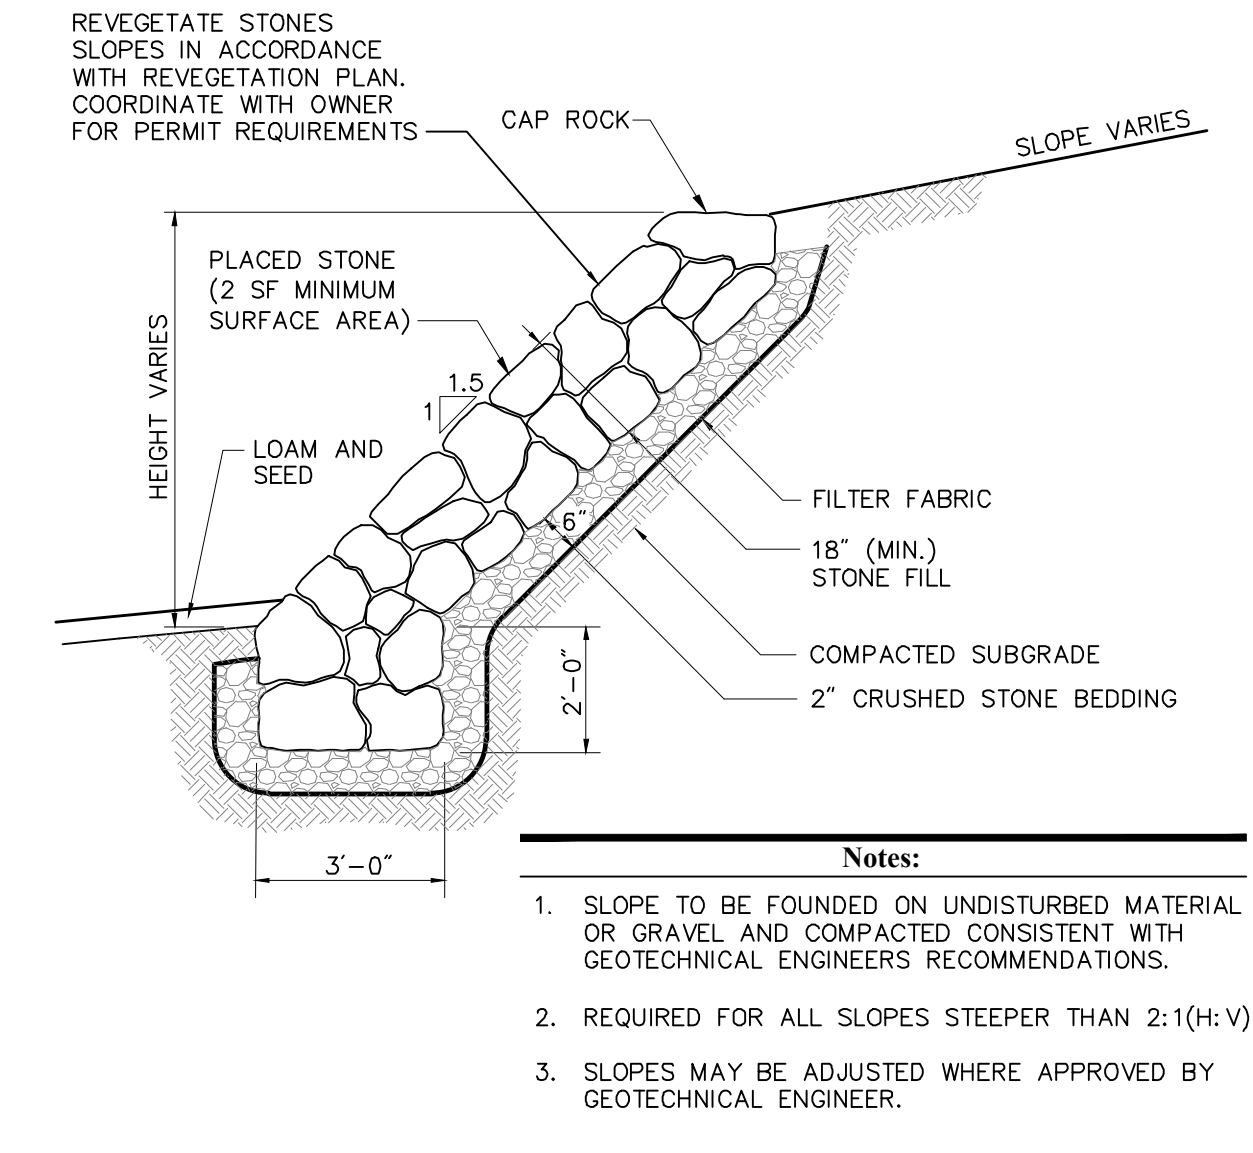 REVEGETATE STONES
SLOPES IN ACCORDANCE
WITH REVEGETATION PLAN.
COORDINATE WITH OWNER
FOR PERMIT REQUIREMENTS
CAP ROCK
SLOPE VARIES
PLACED STONE
(2 SF MINIMUM
SURFACE AREA)
HEIGHT VARIES
1.5
1
LOAM AND
SEED
FILTER FABRIC
6"
18" (MIN.)
STONE FILL
COMPACTED SUBGRADE
2'-0"
2" CRUSHED STONE BEDDING
3'-0"
Notes:
1. SLOPE TO BE FOUNDED ON UNDISTURBED MATERIAL
OR GRAVEL AND COMPACTED CONSISTENT WITH
GEOTECHNICAL ENGINEERS RECOMMENDATIONS.
2. REQUIRED FOR ALL SLOPES STEEPER THAN 2:1(H:V)
3. SLOPES MAY BE ADJUSTED WHERE APPROVED BY
GEOTECHNICAL ENGINEER.